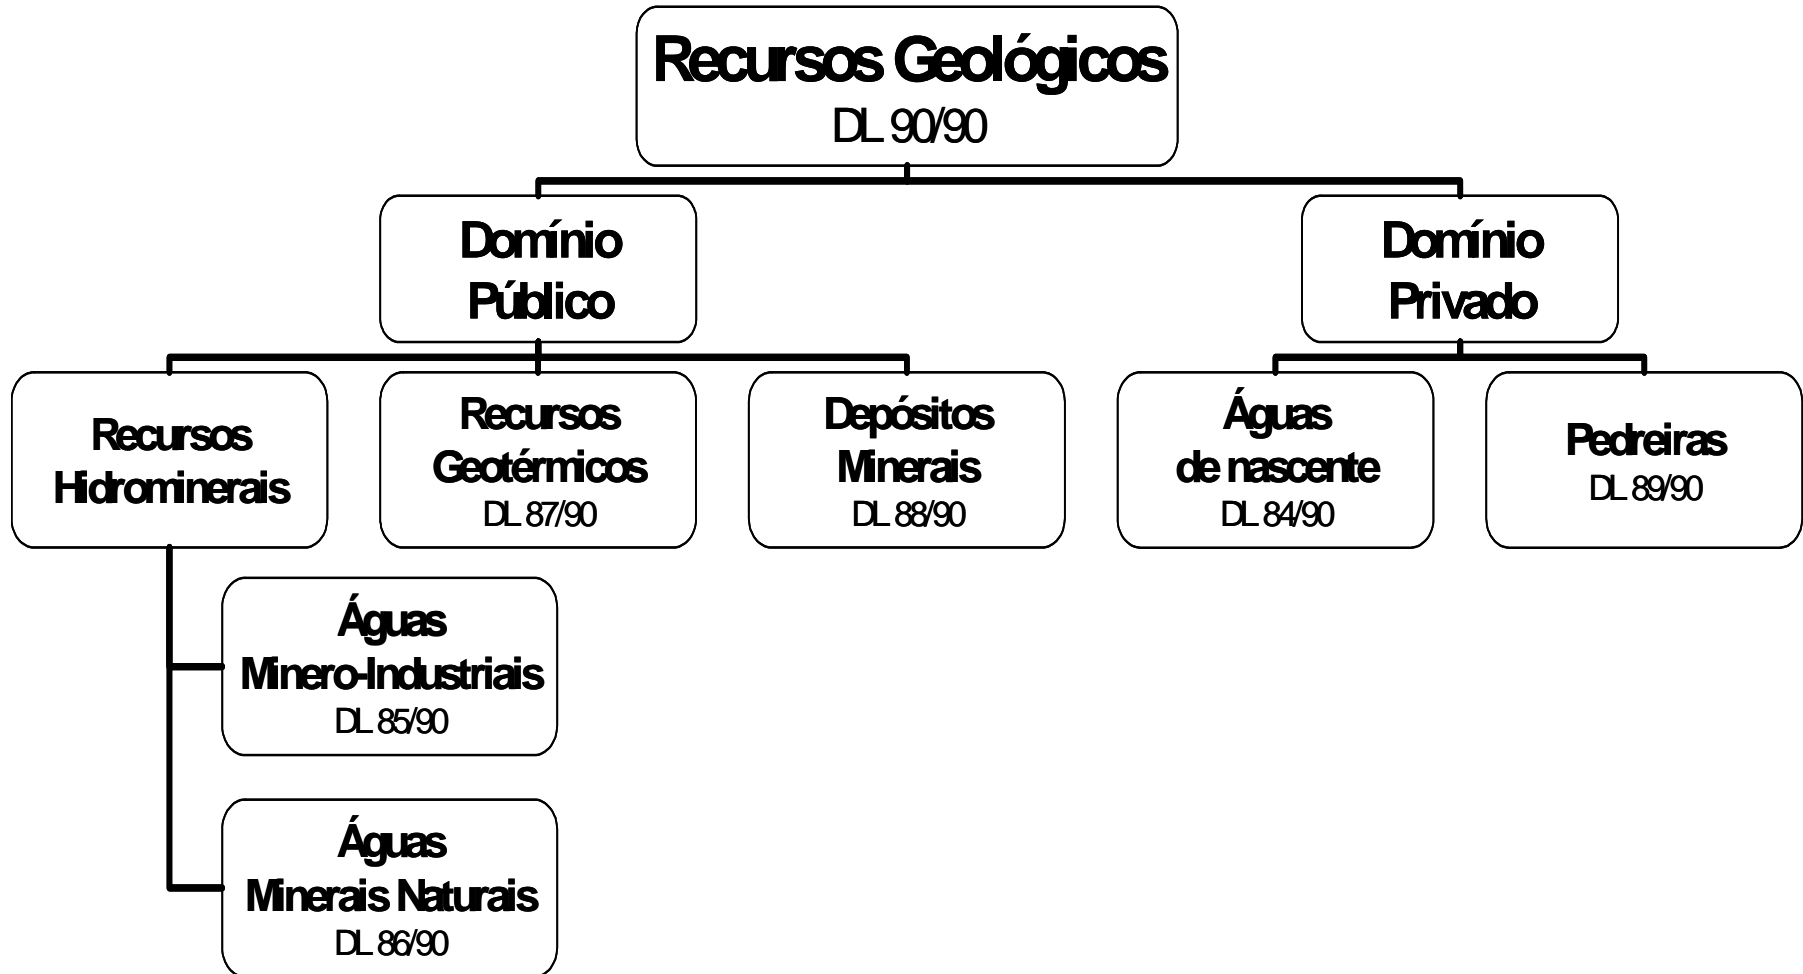 Recursos Geológicos
DL 90/90
Domínio
Público
Domínio
Privado
Recursos
Hidrominerais
Recursos
Geotérmicos
DL 87/90
Depósitos
Minerais
DL 88/90
Águas
de nascente
DL 84/90
Pedreiras
DL 89/90
Águas
Minero-Industriais
DL 85/90
Águas
Minerais Naturais
DL 86/90